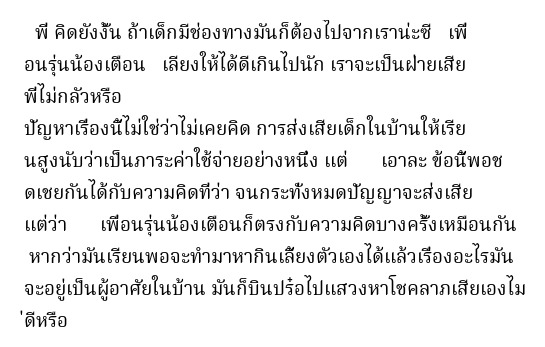 พี่ คิดยังงั้น ถ้าเด็กมีช่องทางมันก็ต้องไปจากเราน่ะซี   เพื่
อนรุ่นน้องเตือน   เลี้ยงให้ได้ดีเกินไปนัก เราจะเป็นฝ่ายเสีย
พี่ไม่กลัวหรือ
ปัญหาเรื่องนี้ไม่ใช่ว่าไม่เคยคิด การส่งเสียเด็กในบ้านให้เรีย
นสูงนับว่าเป็นภาระค่าใช้จ่ายอย่างหนึ่ง แต่      เอาละ ข้อนี้พอช
ดเชยกันได้กับความคิดที่ว่า จนกระทั่งหมดปัญญาจะส่งเสีย
แต่ว่า      เพื่อนรุ่นน้องเตือนก็ตรงกับความคิดบางครั้งเหมือนกัน
หากว่ามันเรียนพอจะทำมาหากินเลี้ยงตัวเองได้แล้วเรื่องอะไรมัน
จะอยู่เป็นผู้อาศัยในบ้าน มันก็บินปร๋อไปแสวงหาโชคลาภเสียเองไม
่ดีหรือ